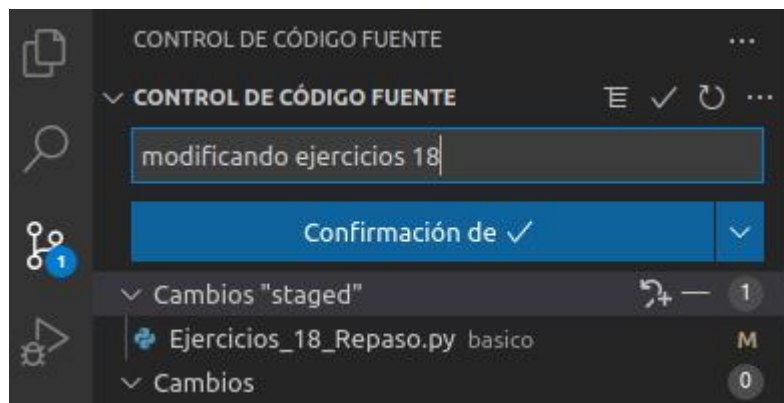 CONTROL DE CÓDIGO FUENTE
CONTROL DE CÓDIGO FUENTE
modificando ejercicios 18
Confirmación de
1
Cambios "staged" 1
Ejercicios_18_Repaso.py basico M
Cambios 0